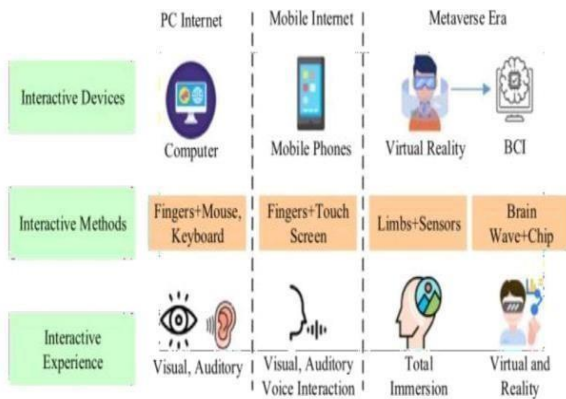 PC Internet
Mobile Internet
Metaverse Era
Interactive Devices
Computer
Mobile Phones
Virtual Reality
BCI
Interactive Methods
Fingers+Mouse,
Keyboard
Fingers+Touch
Screen
Limbs+Sensors
Brain
Wave+Chip
Interactive
Experience
Visual, Auditory
Visual, Auditory
Voice Interaction
Total
Immersion
Virtual and
Reality